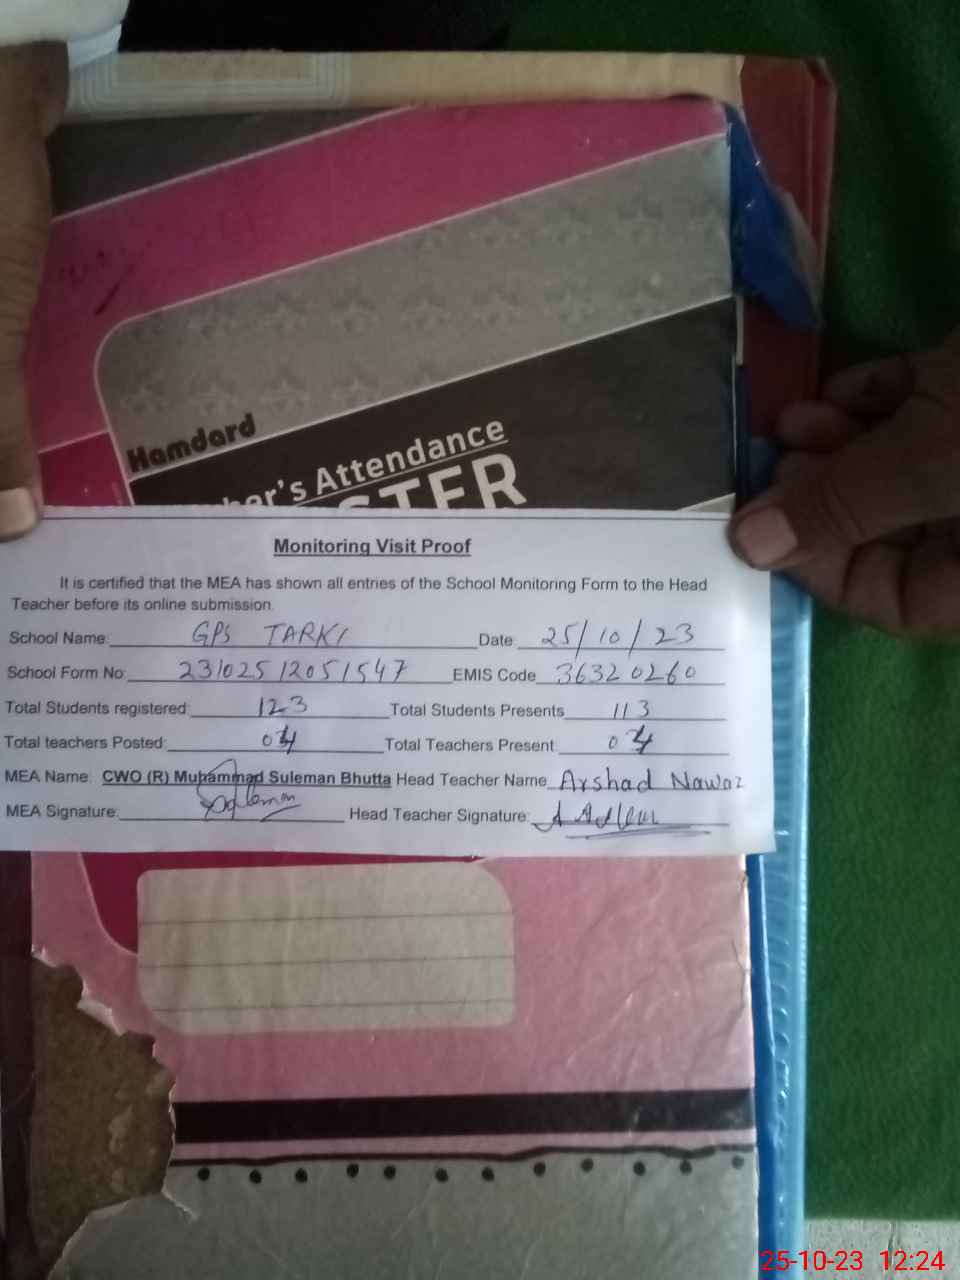 Hamdard
her's Attendance
STER
Monitoring Visit Proof
It is certified that the MEA has shown all entries of the School Monitoring Form to the Head
Teacher before its online submission.
School Name: GPS TARKI Date: 25/10/23
School Form No: 23102512051547 EMIS Code 36320260
Total Students registered: 123 Total Students Presents 113
Total teachers Posted: 04 Total Teachers Present: 04
MEA Name: CWO (R) Muhammad Suleman Bhutta Head Teacher Name Arshad Nawaz
MEA Signature: Head Teacher Signature:
25-10-23 12:24